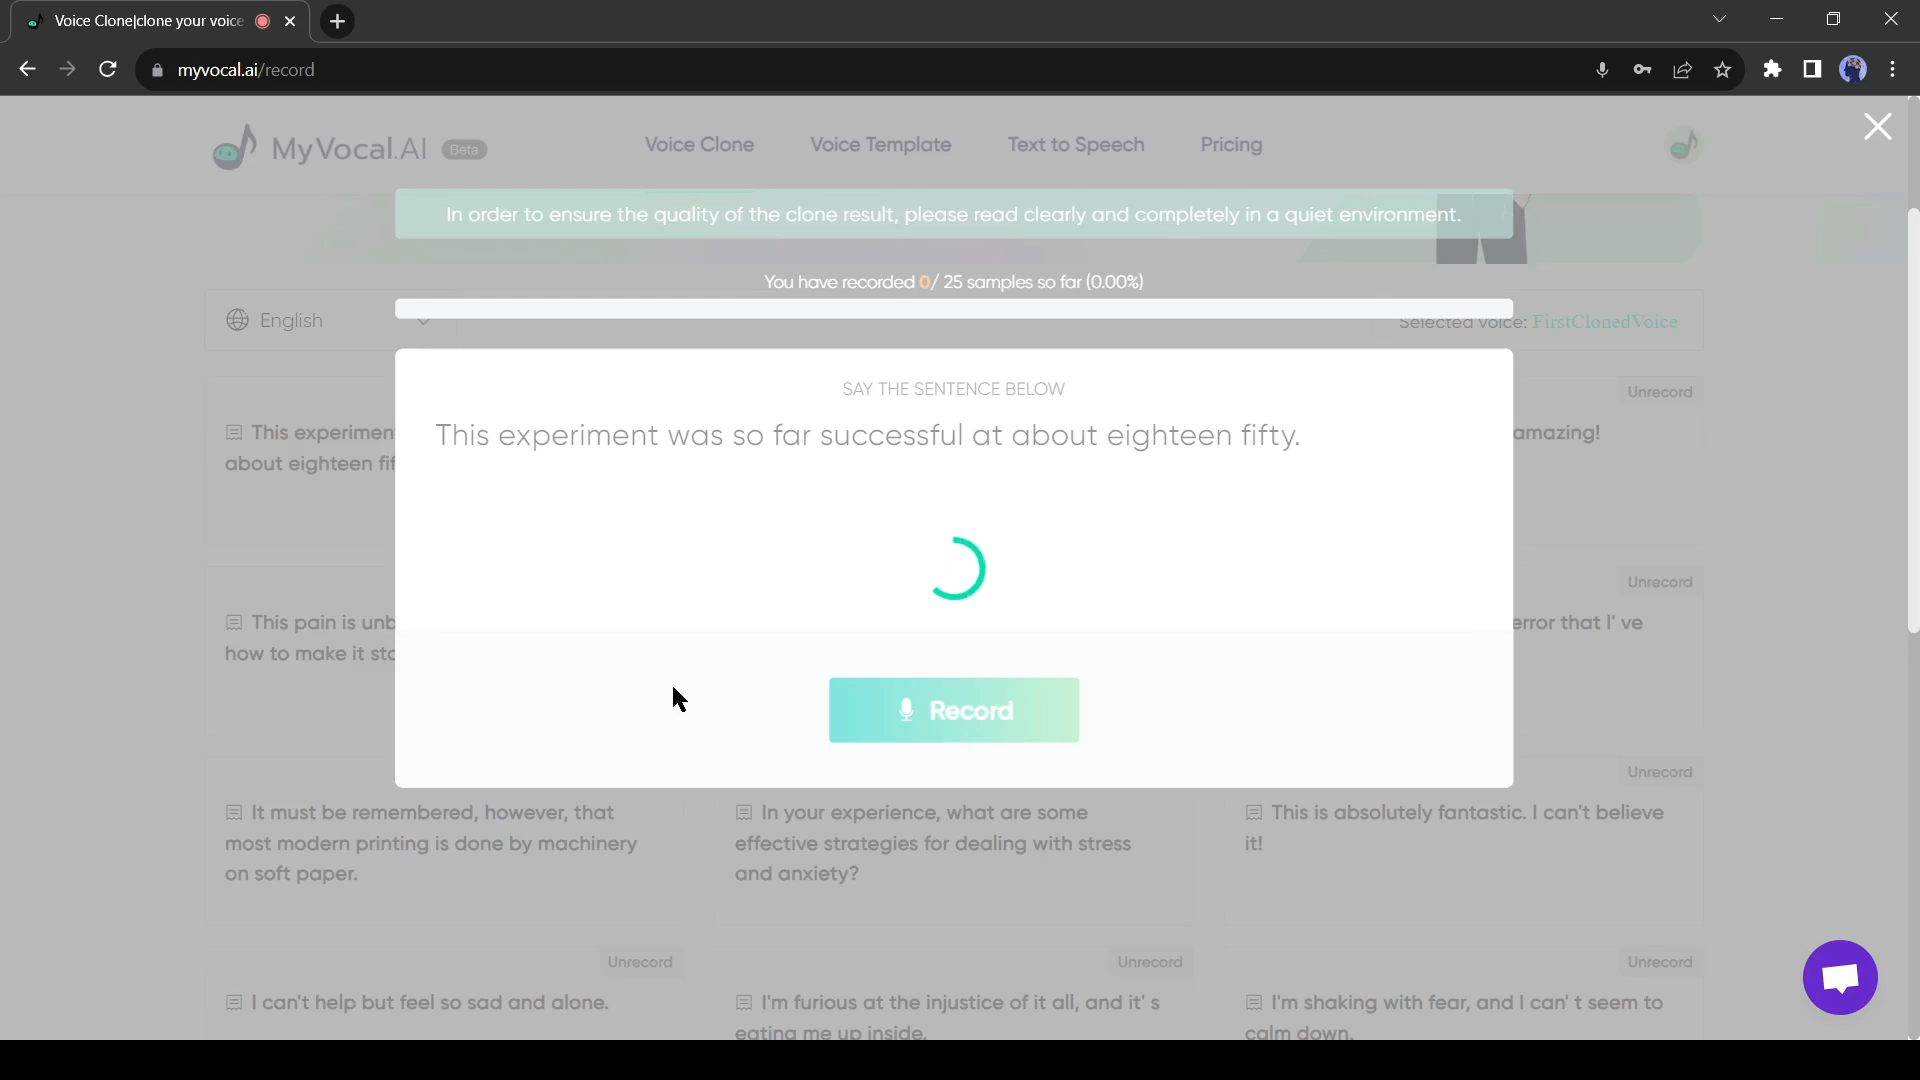 Voice Clone|clone your voice
myvocal.ai/record
MyVocal.AI Beta
Voice Clone
Voice Template
Text to Speech
Pricing
In order to ensure the quality of the clone result, please read clearly and completely in a quiet environment.
You have recorded 0/ 25 samples so far (0.00%)
English
Selected voice: FirstClonedVoice
SAY THE SENTENCE BELOW
This experiment was so far successful at about eighteen fifty.
Unrecord
This experimen
about eighteen fif
amazing!
Unrecord
This pain is unb
how to make it sto
error that I' ve
Record
Unrecord
It must be remembered, however, that
most modern printing is done by machinery
on soft paper.
In your experience, what are some
effective strategies for dealing with stress
and anxiety?
This is absolutely fantastic. I can't believe
it!
Unrecord
Unrecord
Unrecord
I can't help but feel so sad and alone.
I'm furious at the injustice of it all, and it' s
eating me up inside.
I'm shaking with fear, and I can' t seem to
calm down.